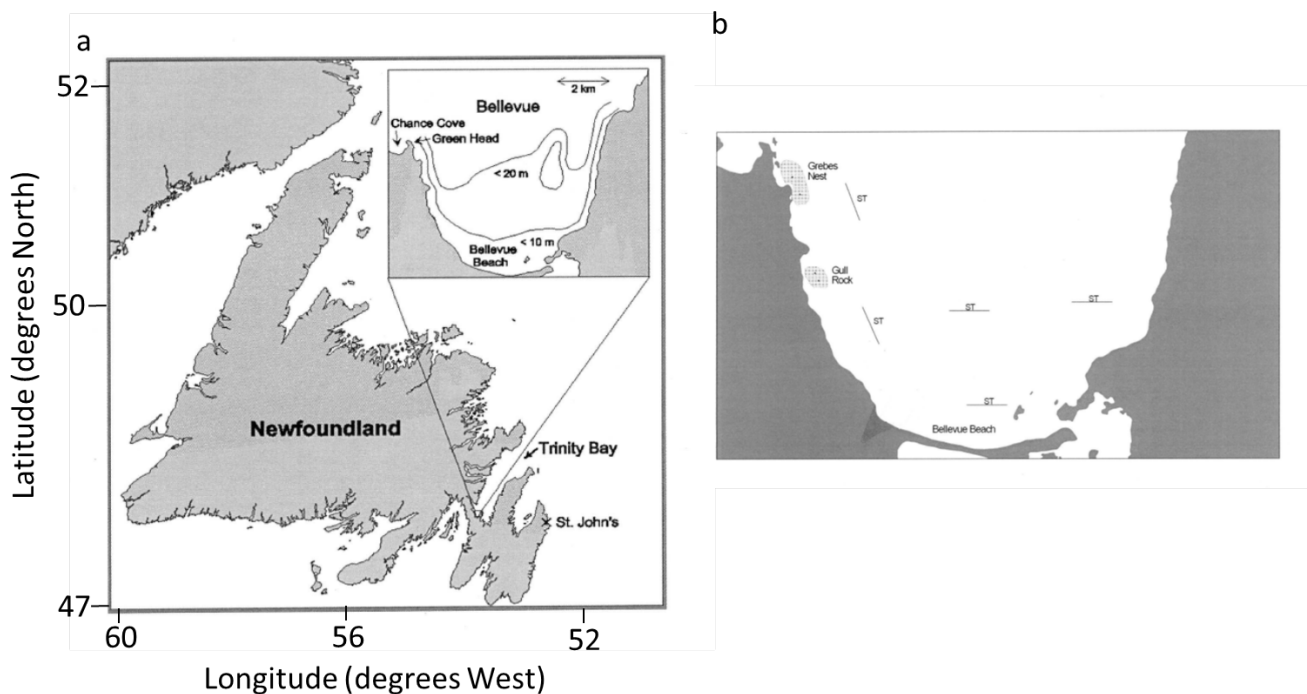 a
b
52
50
47
60
56
52
Latitude (degrees North)
Longitude (degrees West)
2 km
Bellevue
Chance Cove
Green Head
< 20 m
< 10 m
Bellevue
Beach
Newfoundland
Trinity Bay
St. John's
Grebes
Nest
ST
Gull
Rock
ST
ST
ST
ST
Bellevue Beach